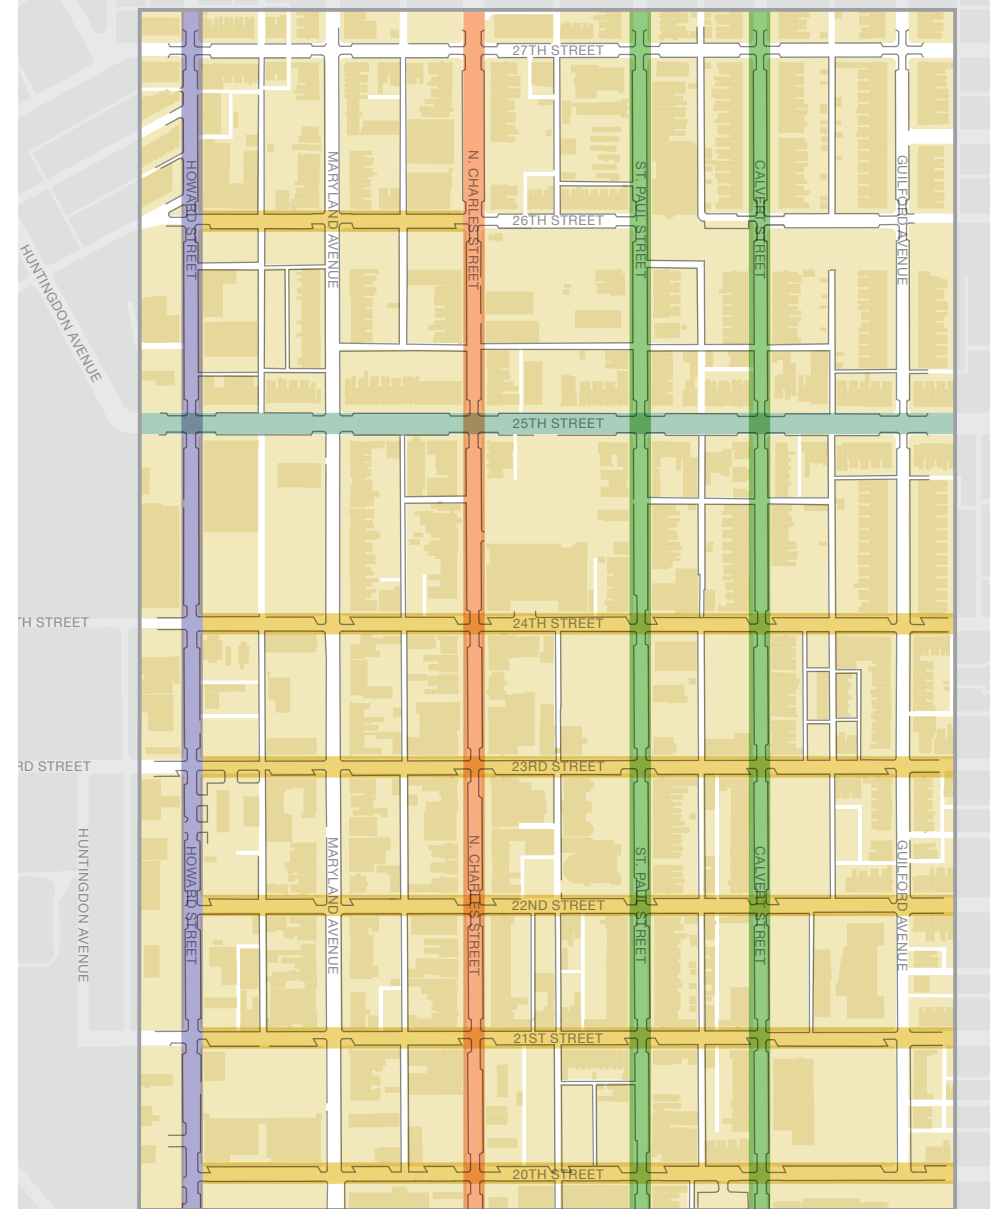 27TH STREET
HOWARD STREET
MARYLAND AVENUE
N. CHARLES STREET
ST. PAUL STREET
CALVERT STREET
GUILFORD AVENUE
26TH STREET
HUNTINGDON AVENUE
25TH STREET
TH STREET
24TH STREET
RD STREET
23RD STREET
HUNTINGDON AVENUE
HOWARD STREET
MARYLAND AVENUE
N. CHARLES STREET
ST. PAUL STREET
CALVERT STREET
GUILFORD AVENUE
22ND STREET
21ST STREET
20TH STREET